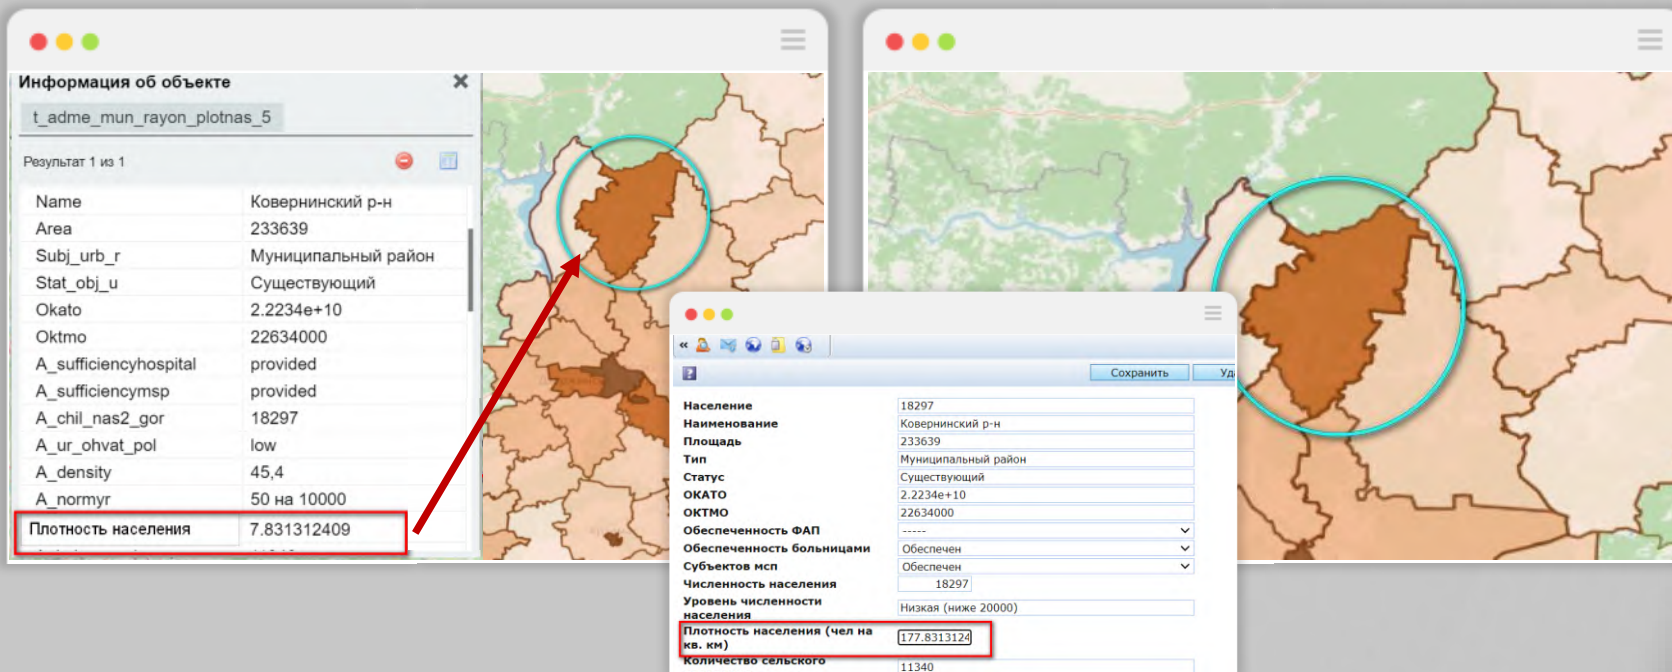 Информация об объекте
t_adme_mun_rayon_plotnas_5
Результат 1 из 1
Name Ковернинский р-н
Area 233639
Subj_urb_r Муниципальный район
Stat_obj_u Существующий
Okato 2.2234e+10
Oktmo 22634000
A_sufficiencyhospital provided
A_sufficiencymsp provided
A_chil_nas2_gor 18297
A_ur_ohvat_pol low
A_density 45,4
A_normyr 50 на 10000
Плотность населения 7.831312409
«
?
Сохранить
Уд
Население 18297
Наименование Ковернинский р-н
Площадь 233639
Тип Муниципальный район
Статус Существующий
ОКАТО 2.2234e+10
ОКТМО 22634000
Обеспеченность ФАП -----
Обеспеченность больницами Обеспечен
Субъектов мсп Обеспечен
Численность населения 18297
Уровень численности
населения Низкая (ниже 20000)
Плотность населения (чел на
кв. км) 177.8313124
Количество сельского 11340